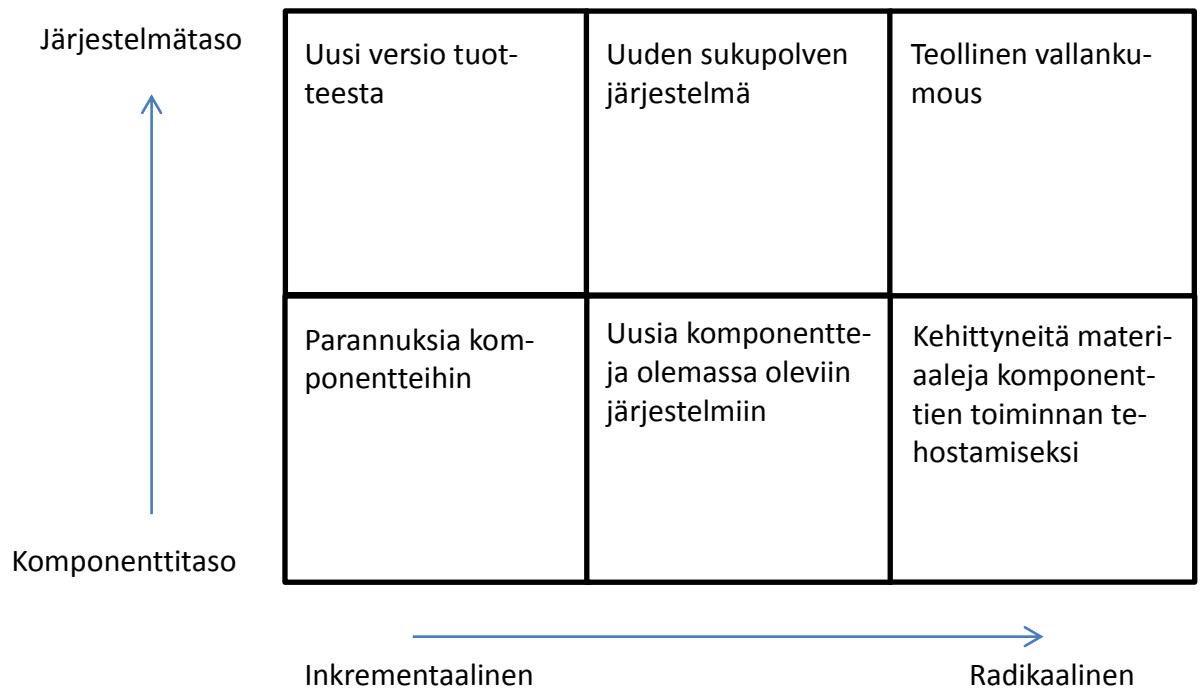 Järjestelmätaso
Uusi versio tuot-
teesta
Uuden sukupolven
järjestelmä
Teollinen vallanku-
mous
Parannuksia kom-
ponentteihin
Uusia komponentte-
ja olemassa oleviin
järjestelmiin
Kehittyneitä materi-
aaleja komponent-
tien toiminnan te-
hostamiseksi
Komponenttitaso
Inkrementaalinen
Radikaalinen